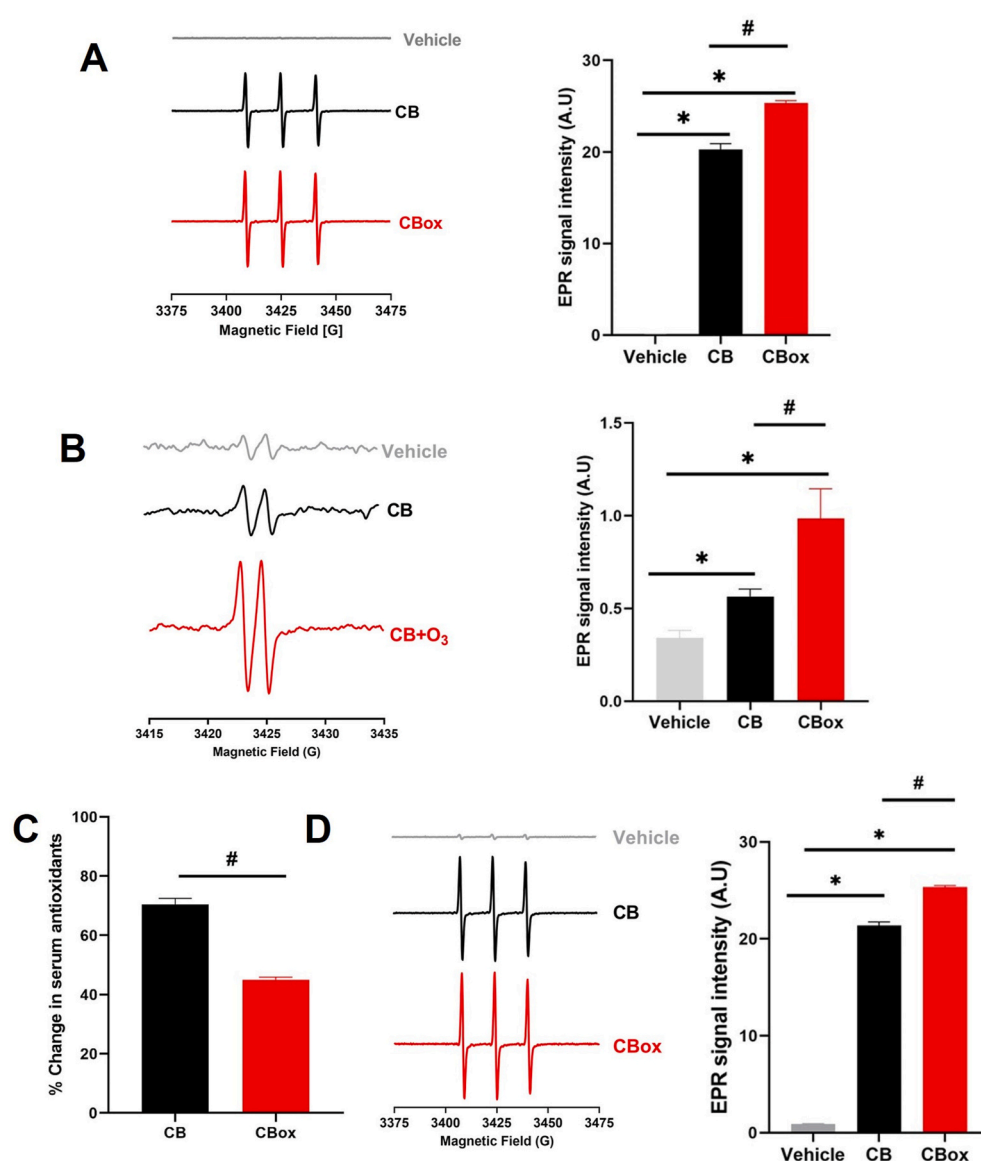 A
Vehicle
CB
CBox
3375 3400 3425 3450 3475
Magnetic Field [G]
EPR signal intensity (A.U)
30
20
10
0
#
*
*
Vehicle CB CBox
B
Vehicle
CB
CB+O₃
3415 3420 3425 3430 3435
Magnetic Field (G)
EPR signal intensity (A.U)
1.5
1.0
0.5
0.0
#
*
*
Vehicle CB CBox
C
% Change in serum antioxidants
100
80
60
40
20
0
#
CB CBox
D
Vehicle
CB
CBox
3375 3400 3425 3450 3475
Magnetic Field (G)
EPR signal intensity (A.U)
30
20
10
0
#
*
*
Vehicle CB CBox